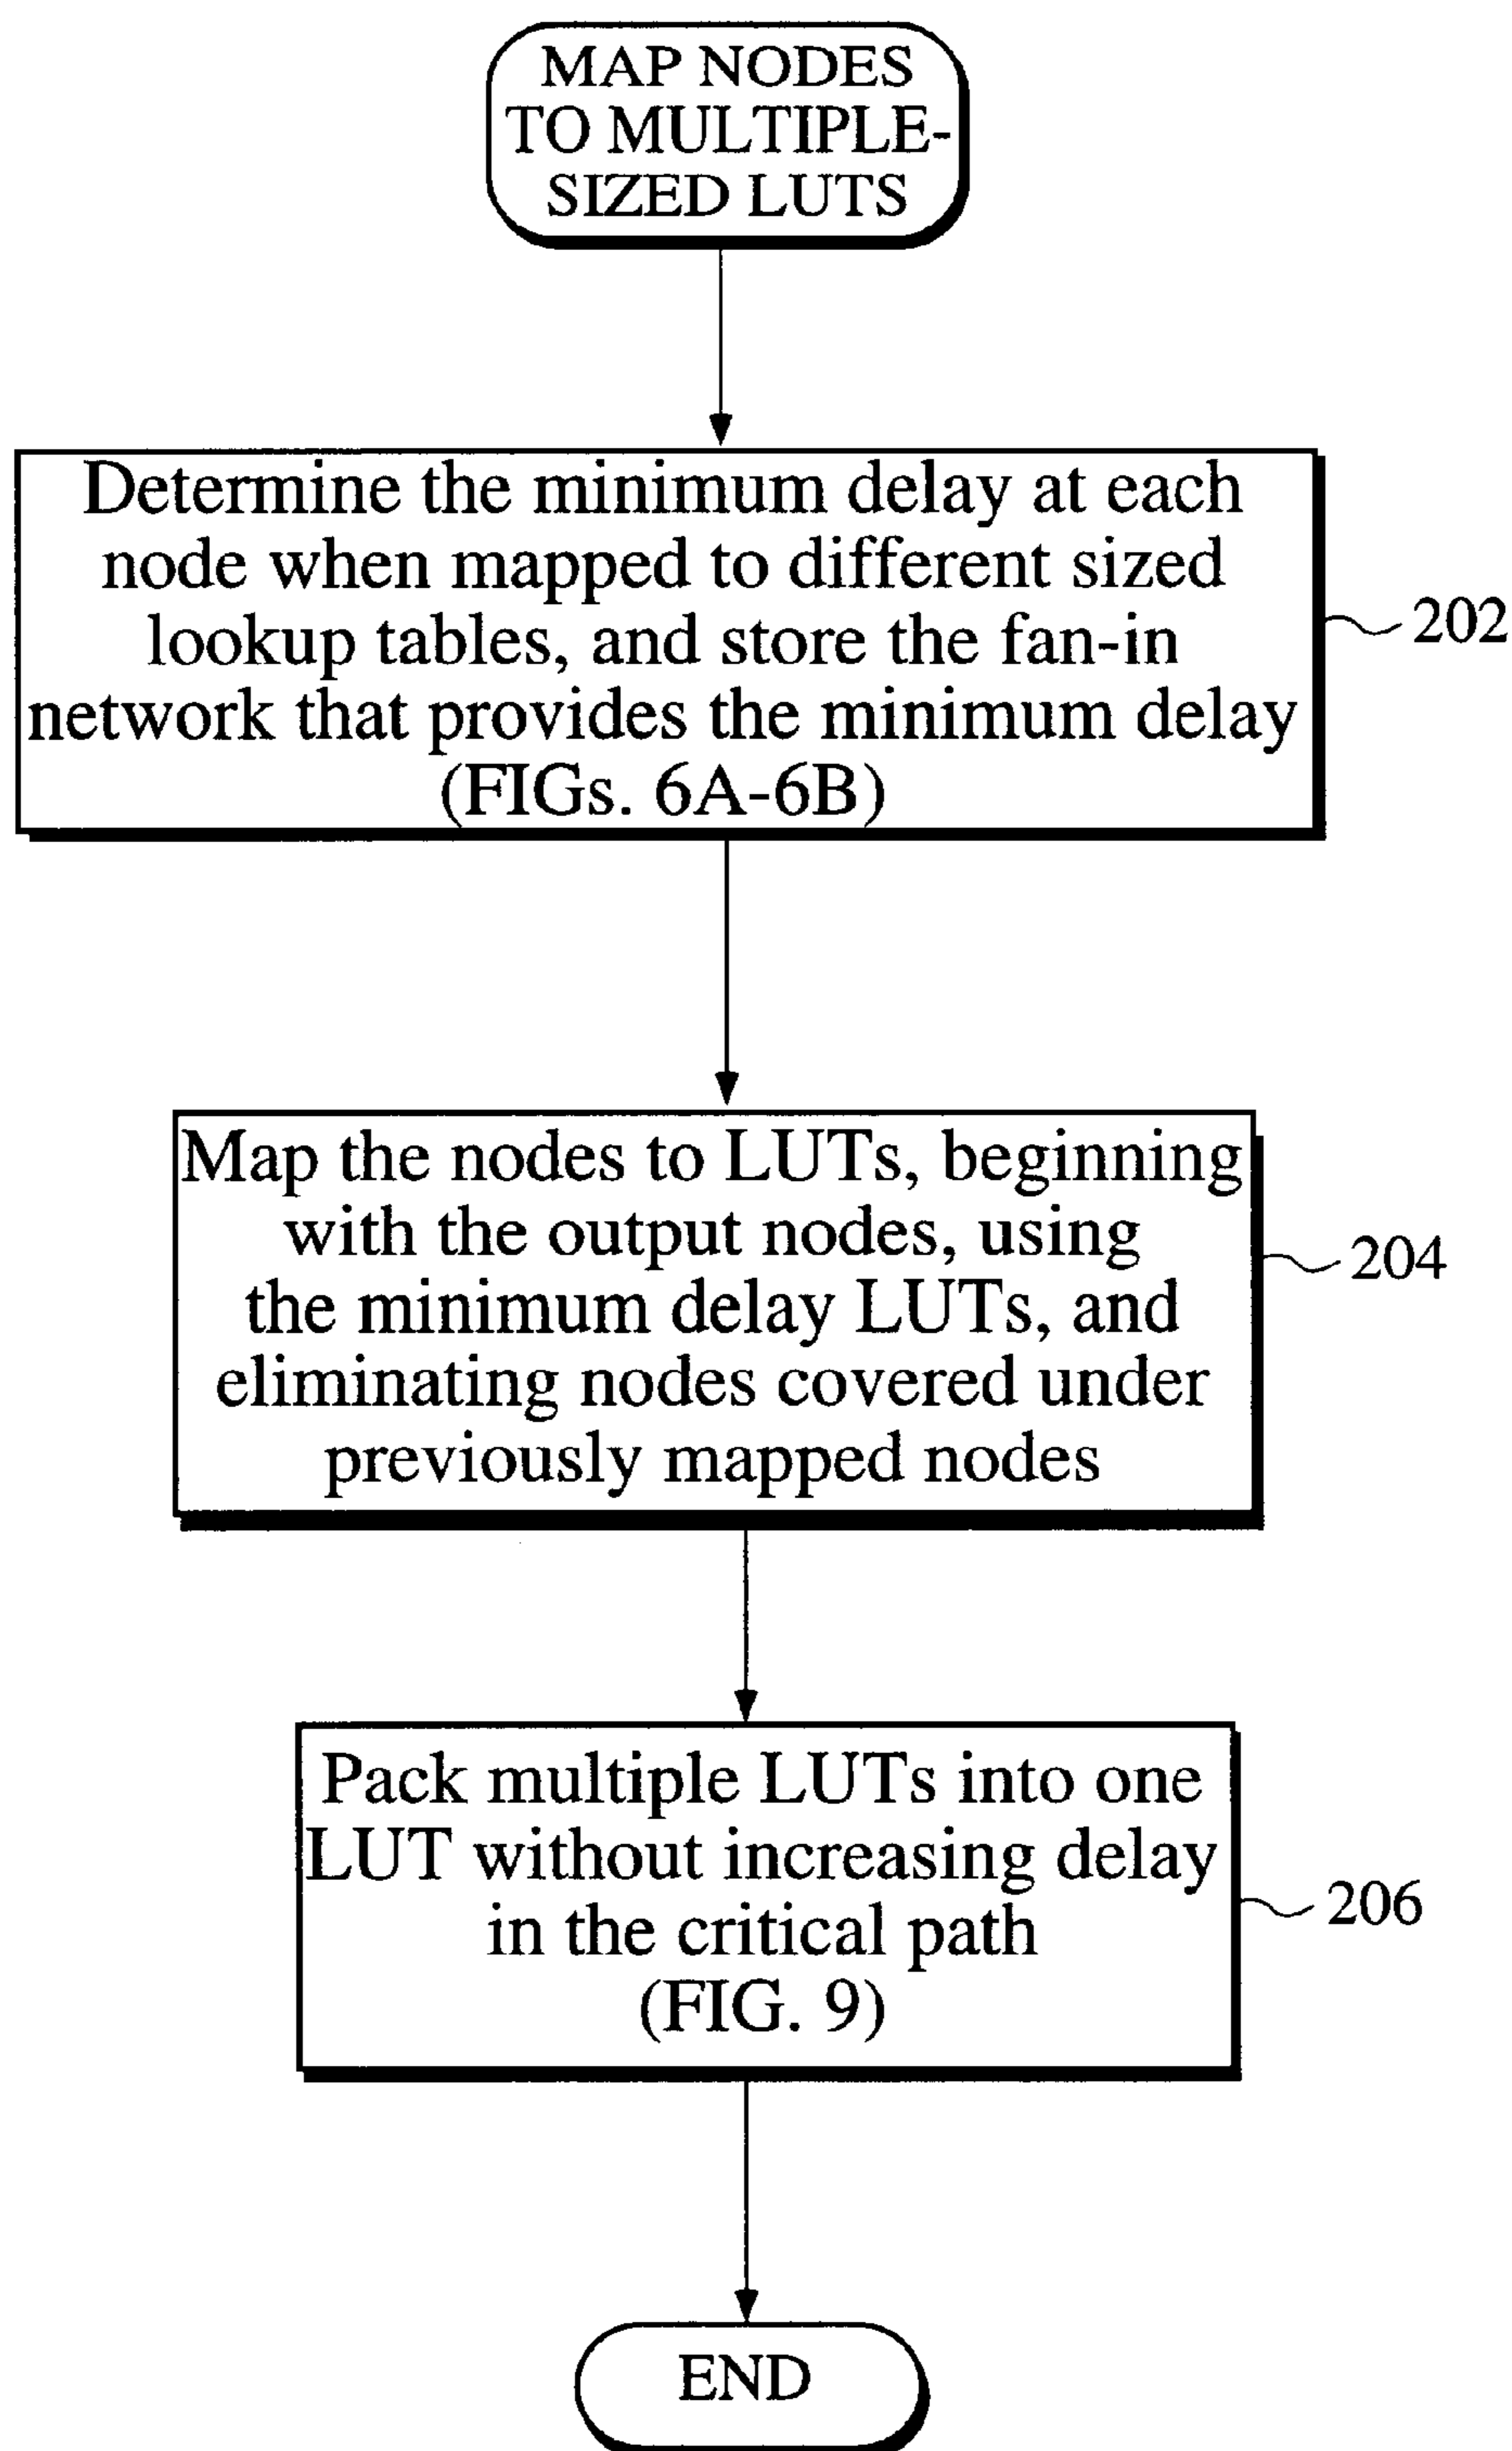 MAP NODES
TO MULTIPLE-
SIZED LUTS
Determine the minimum delay at each
node when mapped to different sized
lookup tables, and store the fan-in
network that provides the minimum delay
(FIGs. 6A-6B)
202
Map the nodes to LUTs, beginning
with the output nodes, using
the minimum delay LUTs, and
eliminating nodes covered under
previously mapped nodes
204
Pack multiple LUTs into one
LUT without increasing delay
in the critical path
(FIG. 9)
206
END